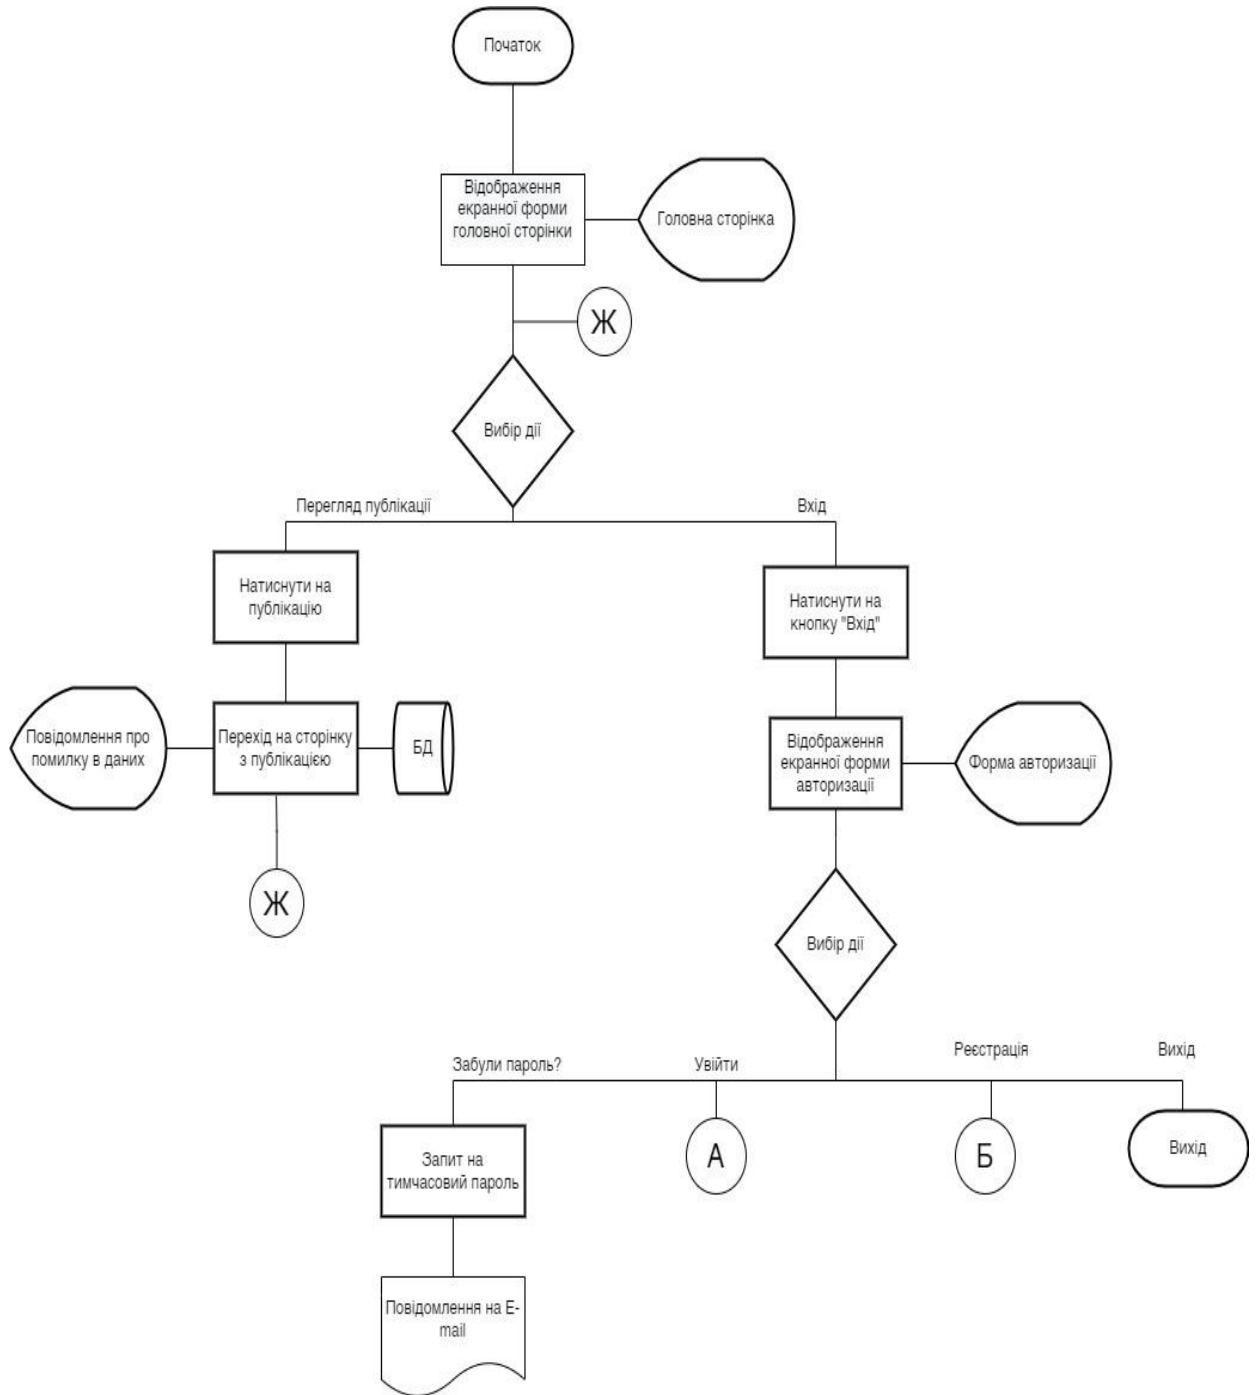 Початок
Відображення
екранної форми
головної сторінки
Головна сторінка
Ж
Вибір дії
Перегляд публікації
Вхід
Натиснути на
публікацію
Натиснути на
кнопку "Вхід"
Повідомлення про
помилку в даних
Перехід на сторінку
з публікацією
БД
Відображення
екранної форми
авторизації
Форма авторизації
Ж
Вибір дії
Забули пароль?
Увійти
Реєстрація
Вихід
Запит на
тимчасовий пароль
А
Б
Вихід
Повідомлення на E-
mail